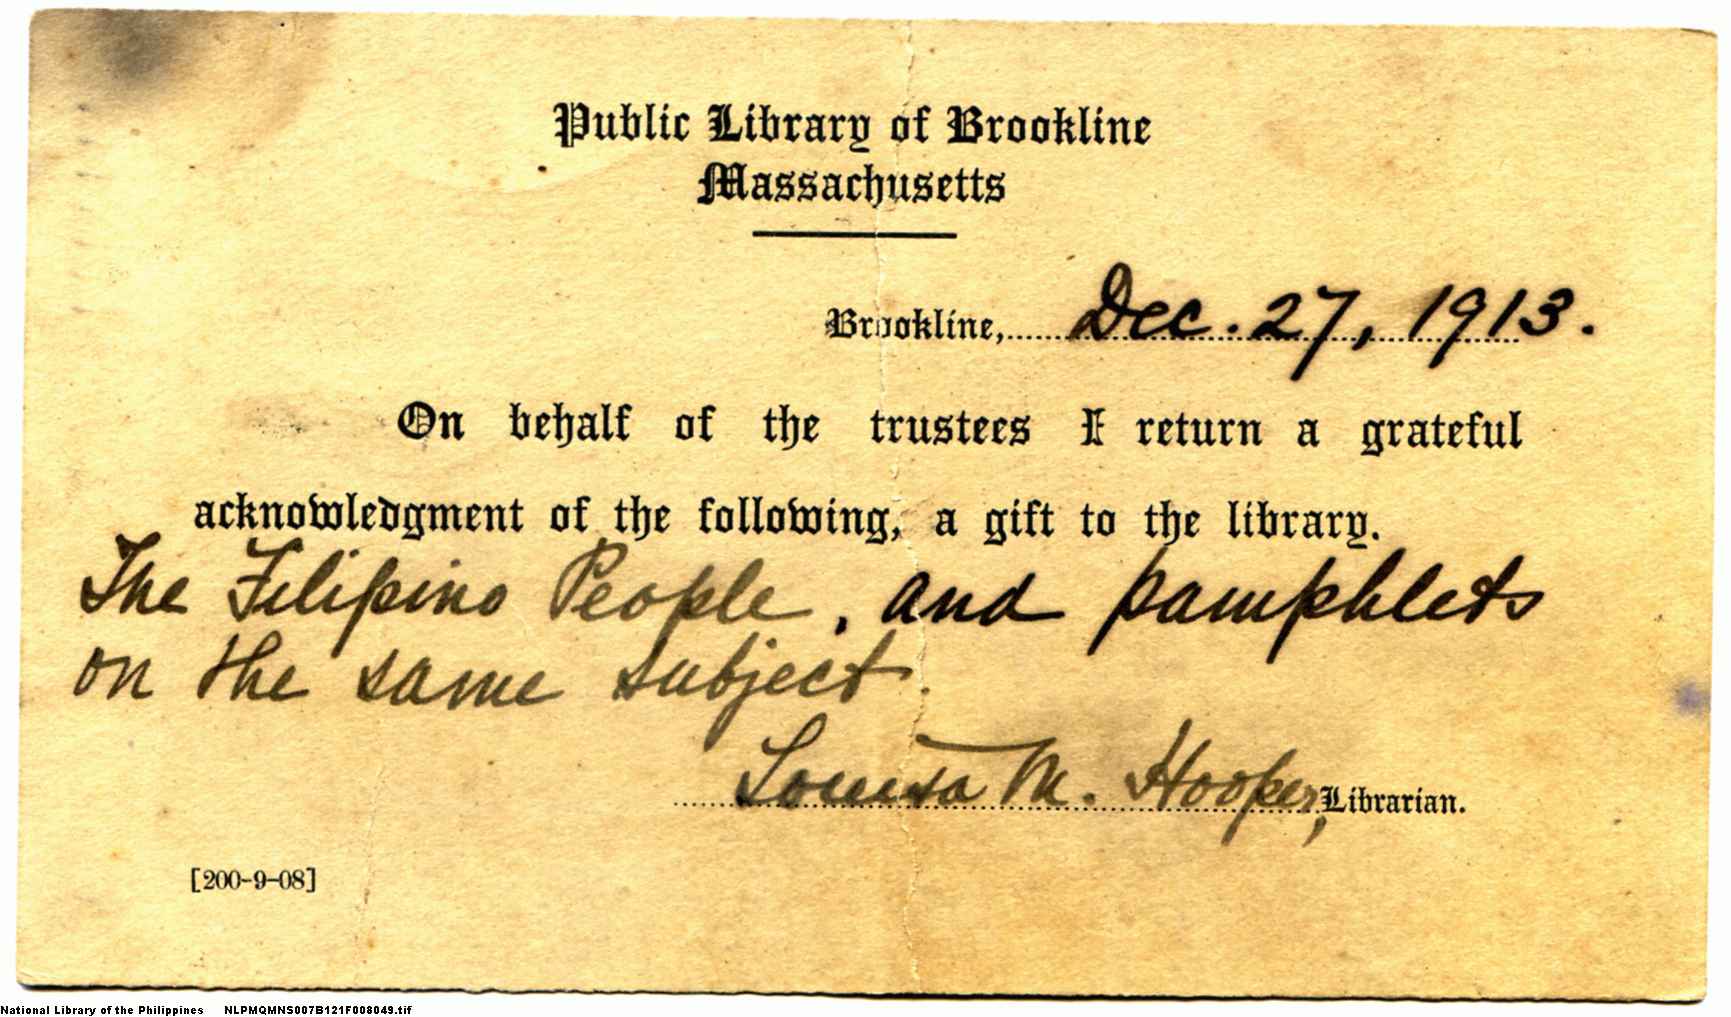 Public Library of Brookline
Massachusetts
Brookline, Dec. 27, 1913.
On behalf of the trustees I return a grateful
acknowledgment of the following, a gift to the library.
The Filipino People, and pamphlets
on the same subject.
Louisa M. Hooper, Librarian.
[200-9-08]
National Library of the Philippines NLPMQMNS007B121F008049.tif